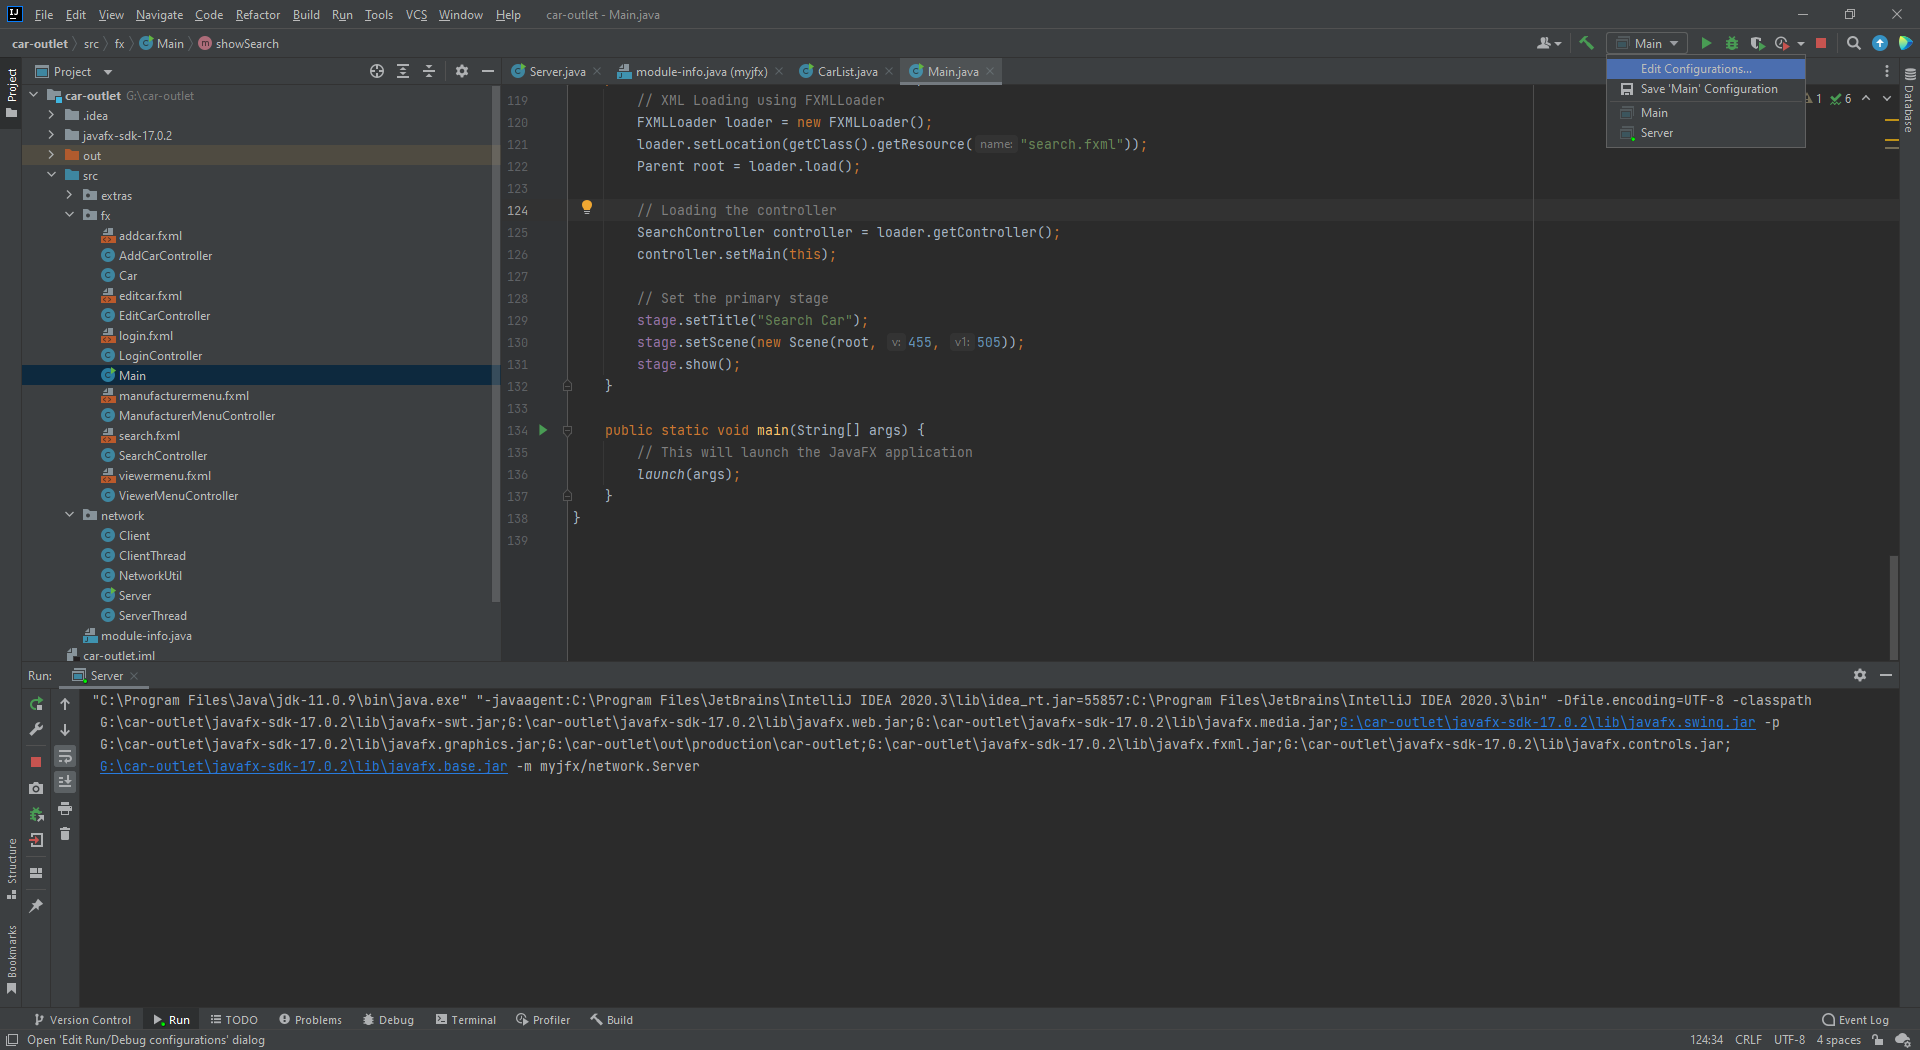 File Edit View Navigate Code Refactor Build Run Tools VCS Window Help car-outlet - Main.java
car-outlet src fx Main showSearch
Main
Project
Server.java module-info.java (myjfx) CarList.java Main.java
Edit Configurations...
Save 'Main' Configuration
Main
Server
1 6
Project
Database
car-outlet G:\car-outlet
.idea
javafx-sdk-17.0.2
out
src
extras
fx
addcar.fxml
AddCarController
Car
editcar.fxml
EditCarController
login.fxml
LoginController
Main
manufacturermenu.fxml
ManufacturerMenuController
search.fxml
SearchController
viewermenu.fxml
ViewerMenuController
network
Client
ClientThread
NetworkUtil
Server
ServerThread
module-info.java
car-outlet.iml
119 // XML Loading using FXMLLoader
120 FXMLLoader loader = new FXMLLoader();
121 loader.setLocation(getClass().getResource( name: "search.fxml"));
122 Parent root = loader.load();
123
124 // Loading the controller
125 SearchController controller = loader.getController();
126 controller.setMain(this);
127
128 // Set the primary stage
129 stage.setTitle("Search Car");
130 stage.setScene(new Scene(root, v: 455, v1: 505));
131 stage.show();
132 }
133
134 public static void main(String[] args) {
135 // This will launch the JavaFX application
136 launch(args);
137 }
138 }
139
Run: Server
"C:\Program Files\Java\jdk-11.0.9\bin\java.exe" "-javaagent:C:\Program Files\JetBrains\IntelliJ IDEA 2020.3\lib\idea_rt.jar=55857:C:\Program Files\JetBrains\IntelliJ IDEA 2020.3\bin" -Dfile.encoding=UTF-8 -classpath
G:\car-outlet\javafx-sdk-17.0.2\lib\javafx-swt.jar;G:\car-outlet\javafx-sdk-17.0.2\lib\javafx.web.jar;G:\car-outlet\javafx-sdk-17.0.2\lib\javafx.media.jar;G:\car-outlet\javafx-sdk-17.0.2\lib\javafx.swing.jar -p
G:\car-outlet\javafx-sdk-17.0.2\lib\javafx.graphics.jar;G:\car-outlet\out\production\car-outlet;G:\car-outlet\javafx-sdk-17.0.2\lib\javafx.fxml.jar;G:\car-outlet\javafx-sdk-17.0.2\lib\javafx.controls.jar;
G:\car-outlet\javafx-sdk-17.0.2\lib\javafx.base.jar -m myjfx/network.Server
Structure
Bookmarks
Version Control Run TODO Problems Debug Terminal Profiler Build Event Log
Open 'Edit Run/Debug configurations' dialog 124:34 CRLF UTF-8 4 spaces